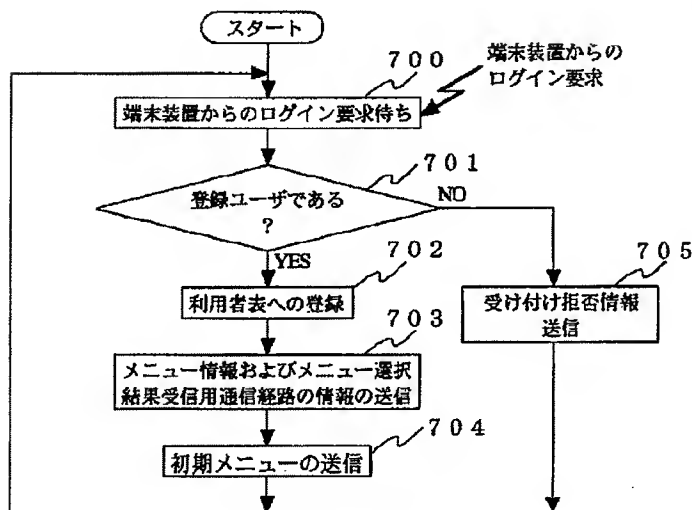 スタート
700
端末装置からの
ログイン要求
端末装置からのログイン要求待ち
701
登録ユーザである
?
NO
YES
702
利用者表への登録
705
受け付け拒否情報
送信
703
メニュー情報およびメニュー選択
結果受信用通信経路の情報の送信
704
初期メニューの送信